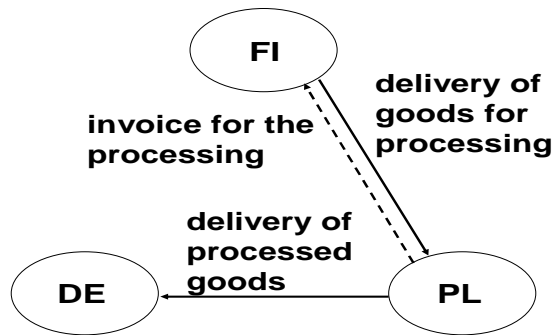 FI
delivery of
goods for
processing
invoice for the
processing
delivery of
processed
goods
DE
PL